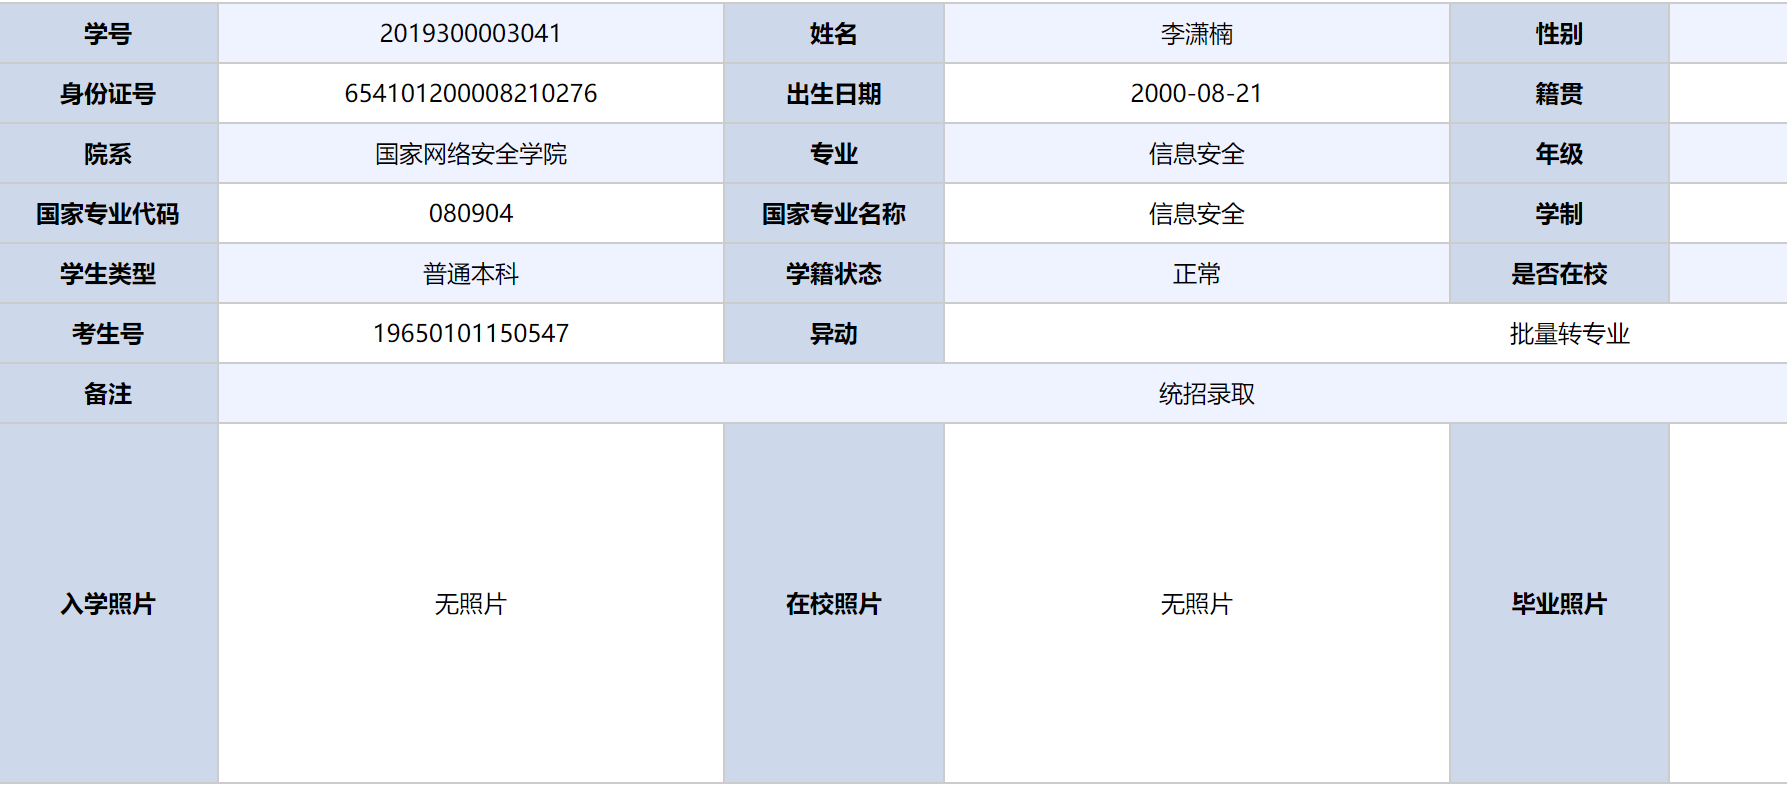 学号 2019300003041 姓名 李潇楠 性别
身份证号 654101200008210276 出生日期 2000-08-21 籍贯
院系 国家网络安全学院 专业 信息安全 年级
国家专业代码 080904 国家专业名称 信息安全 学制
学生类型 普通本科 学籍状态 正常 是否在校
考生号 19650101150547 异动 批量转专业
备注 统招录取
入学照片 无照片 在校照片 无照片 毕业照片